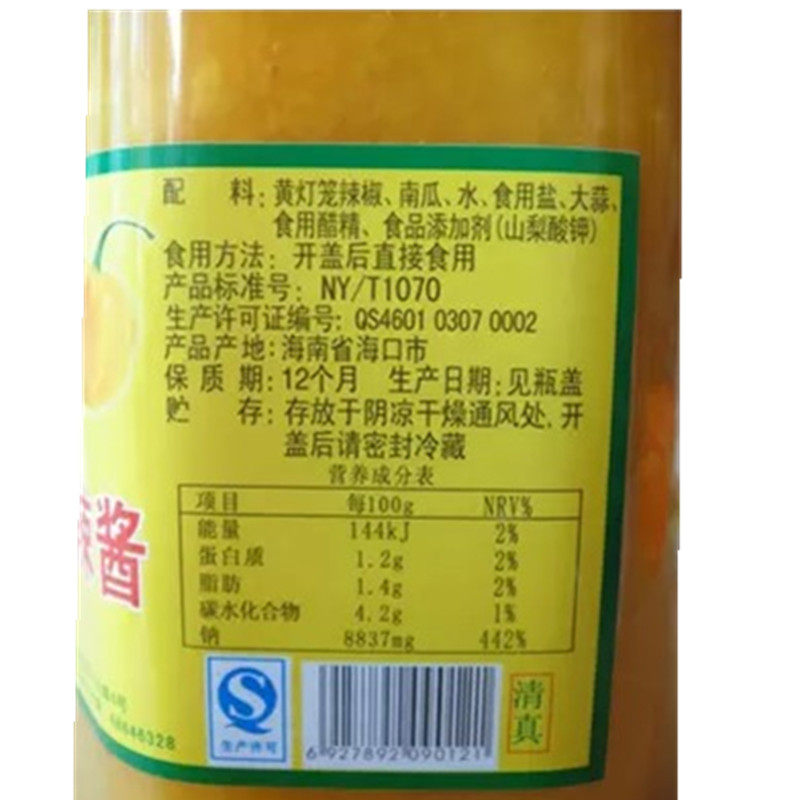 配 料：黄灯笼辣椒、南瓜、水、食用盐、大蒜、
食用醋精、食品添加剂(山梨酸钾)
食用方法：开盖后直接食用
产品标准号：NY/T1070
生产许可证编号：QS4601 0307 0002
产品产地：海南省海口市
保 质 期：12个月 生产日期：见瓶盖
贮 存：存放于阴凉干燥通风处,开
盖后请密封冷藏
营养成分表
项目 每100g NRV%
能量 144kJ 2%
蛋白质 1.2g 2%
脂肪 1.4g 2%
碳水化合物 4.2g 1%
钠 8837mg 442%
辣酱
生产许可
6 927892 090121
清真